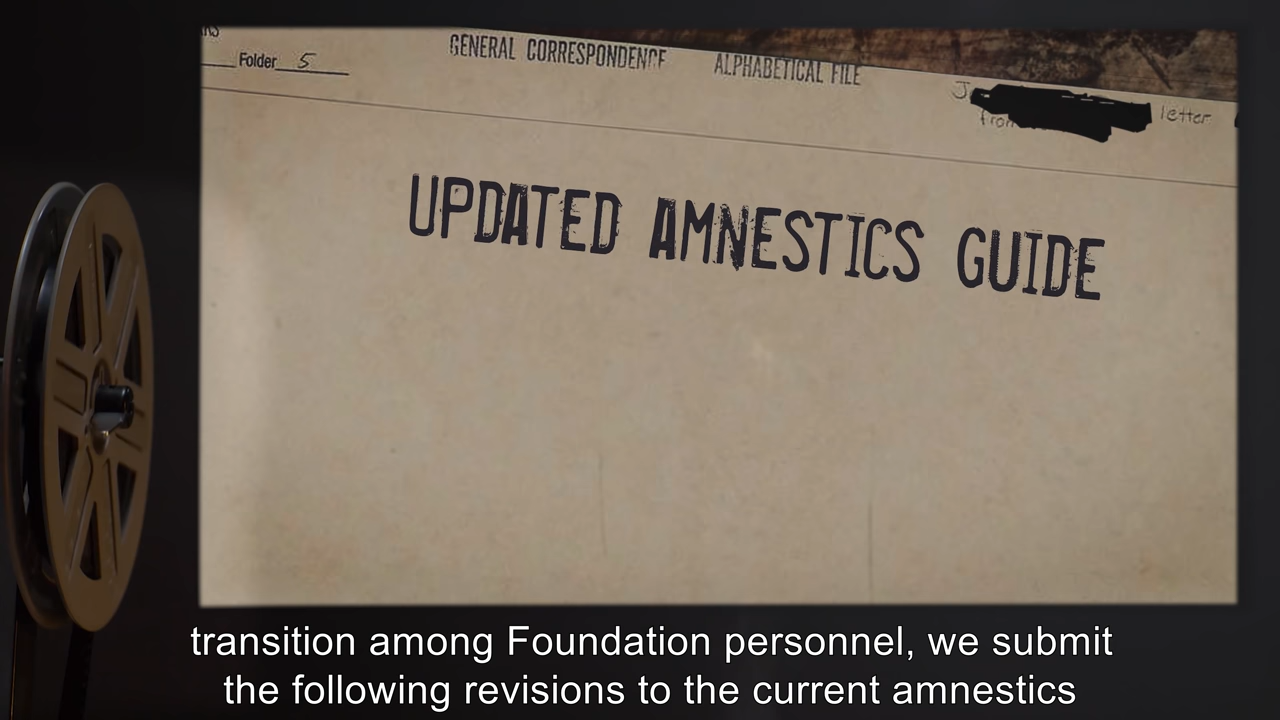 Folder 5
GENERAL CORRESPONDENCE
ALPHABETICAL FILE
letter
from
UPDATED AMNESTICS GUIDE
transition among Foundation personnel, we submit
the following revisions to the current amnestics